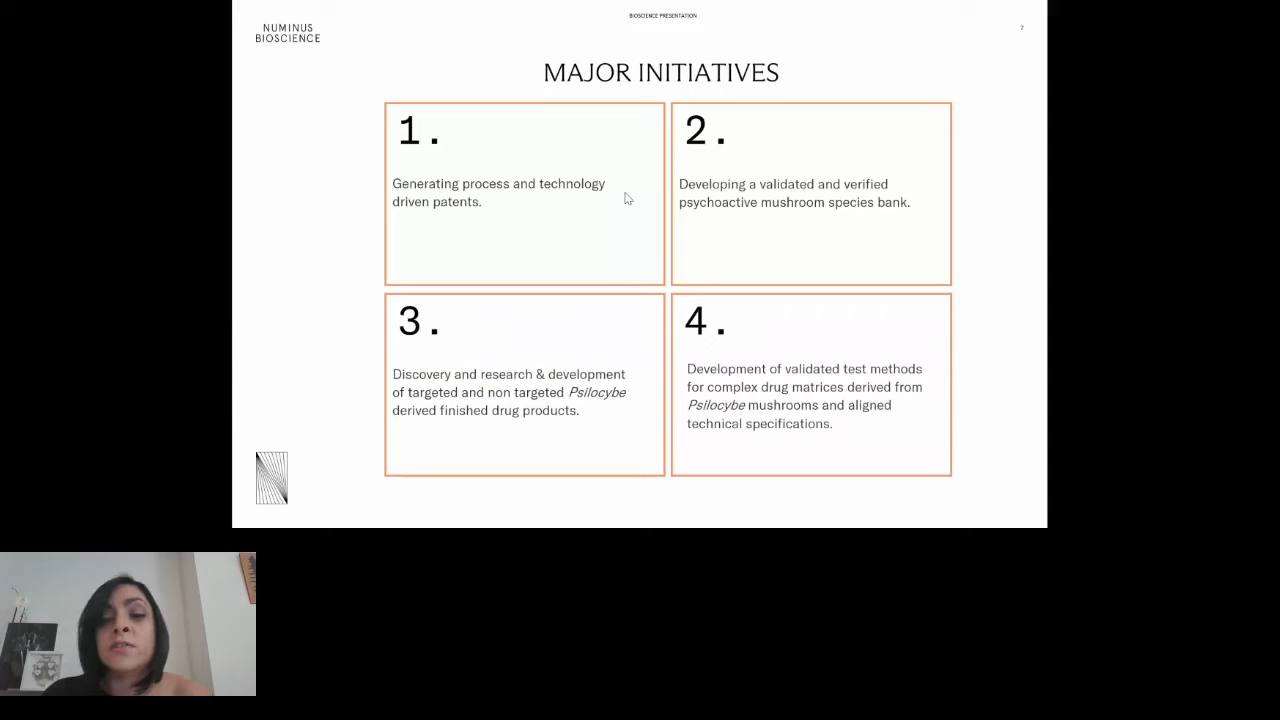 BIOSCIENCE PRESENTATION
NUMINUS
BIOSCIENCE
7
MAJOR INITIATIVES
1.
Generating process and technology
driven patents.
2.
Developing a validated and verified
psychoactive mushroom species bank.
3.
Discovery and research & development
of targeted and non targeted Psilocybe
derived finished drug products.
4.
Development of validated test methods
for complex drug matrices derived from
Psilocybe mushrooms and aligned
technical specifications.